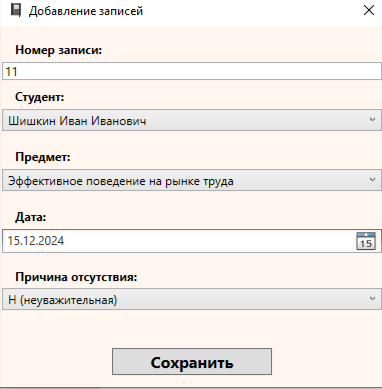 Добавление записей
Номер записи:
11
Студент:
Шишкин Иван Иванович
Предмет:
Эффективное поведение на рынке труда
Дата:
15.12.2024
15
Причина отсутствия:
Н (неуважительная)
Сохранить